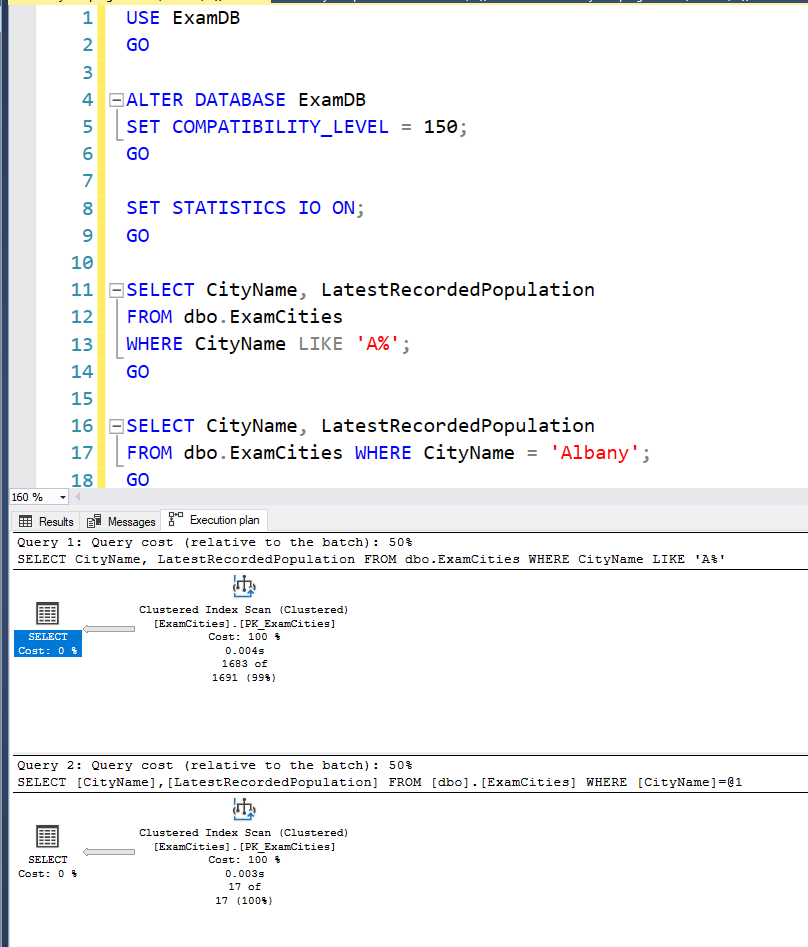 1 USE ExamDB
2 GO
3
4 ALTER DATABASE ExamDB
5 SET COMPATIBILITY_LEVEL = 150;
6 GO
7
8 SET STATISTICS IO ON;
9 GO
10
11 SELECT CityName, LatestRecordedPopulation
12 FROM dbo.ExamCities
13 WHERE CityName LIKE 'A%';
14 GO
15
16 SELECT CityName, LatestRecordedPopulation
17 FROM dbo.ExamCities WHERE CityName = 'Albany';
18 GO
160 %
Results Messages Execution plan
Query 1: Query cost (relative to the batch): 50%
SELECT CityName, LatestRecordedPopulation FROM dbo.ExamCities WHERE CityName LIKE 'A%'
SELECT
Cost: 0 %
Clustered Index Scan (Clustered)
[ExamCities].[PK_ExamCities]
Cost: 100 %
0.004s
1683 of
1691 (99%)
Query 2: Query cost (relative to the batch): 50%
SELECT [CityName],[LatestRecordedPopulation] FROM [dbo].[ExamCities] WHERE [CityName]=@1
SELECT
Cost: 0 %
Clustered Index Scan (Clustered)
[ExamCities].[PK_ExamCities]
Cost: 100 %
0.003s
17 of
17 (100%)